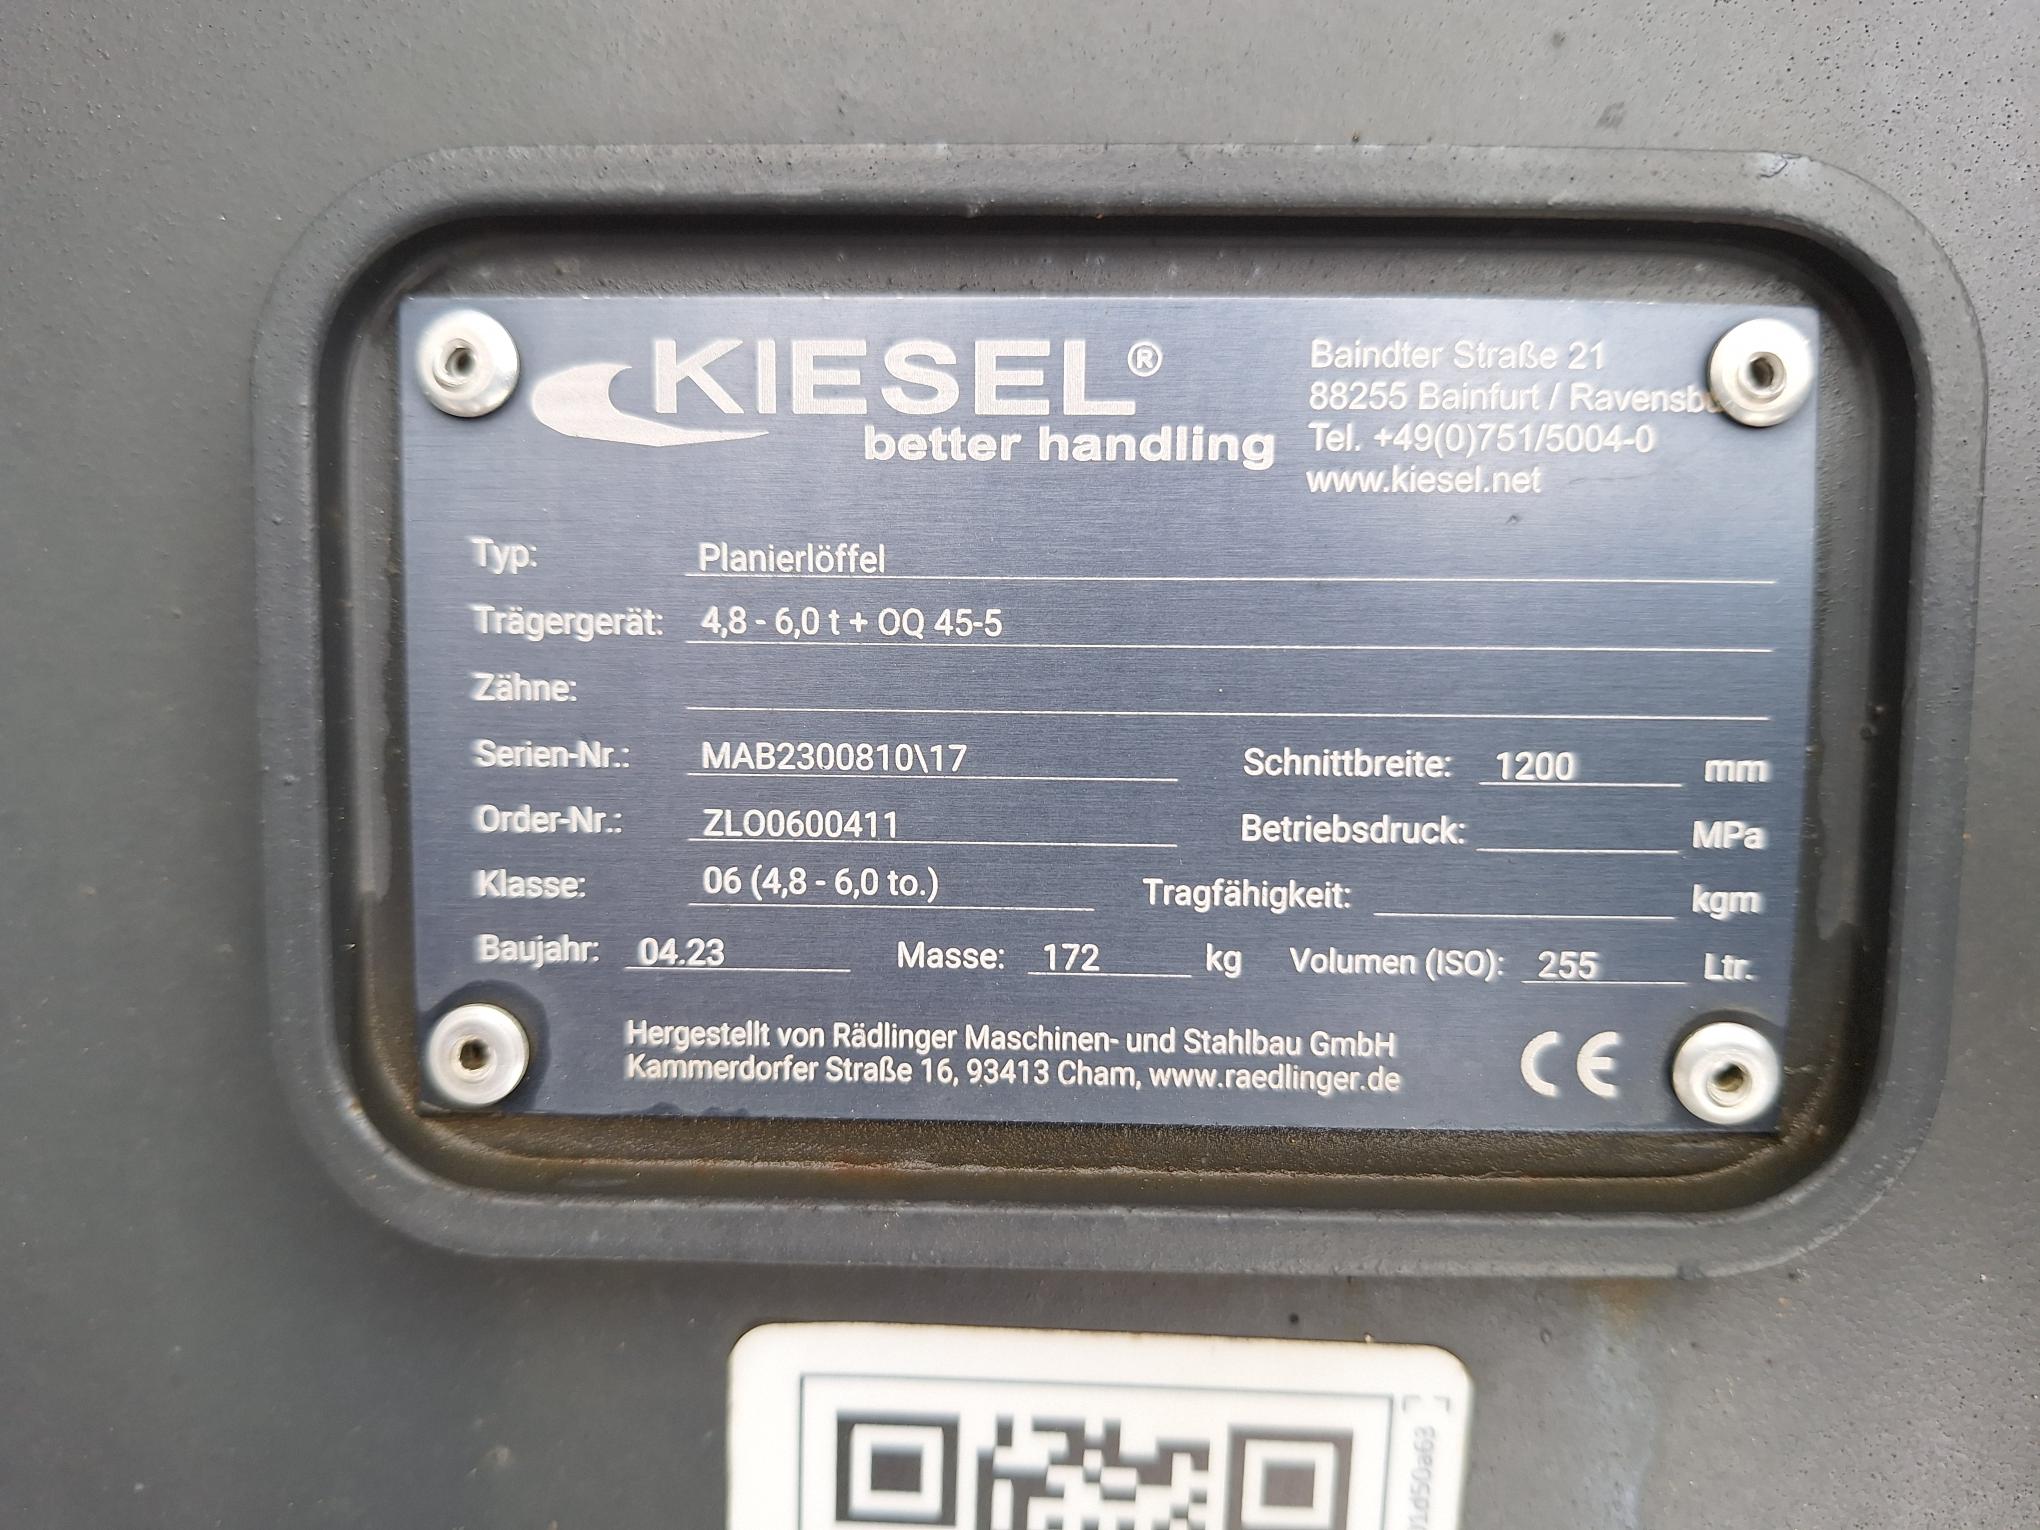 KIESEL®
better handling
Baindter Straße 21
88255 Bainfurt /
Tel. +49(0)751/5004-0
www.kiesel.net
Typ: Planierlöffel
Trägergerät: 4,8 - 6,0 t + OQ 45-5
Zähne:
Serien-Nr.: MAB2300810\17 Schnittbreite: 1200 mm
Order-Nr.: ZLO0600411 Betriebsdruck: MPa
Klasse: 06 (4,8 - 6,0 to.) Tragfähigkeit: kgm
Baujahr: 04.23 Masse: 172 kg Volumen (ISO): 255 Ltr.
Hergestellt von Rädlinger Maschinen- und Stahlbau GmbH
Kammerdorfer Straße 16, 93413 Cham, www.raedlinger.de
CE